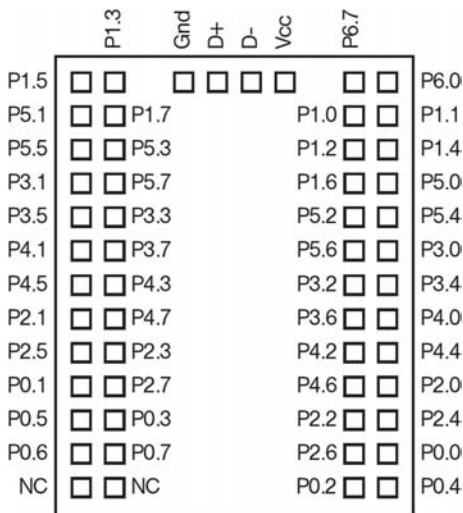 P1.3 Gnd D+ D- Vcc P6.7
P1.5 P6.0
P5.1 P1.7 P1.0 P1.1
P5.5 P5.3 P1.2 P1.4
P3.1 P5.7 P1.6 P5.0
P3.5 P3.3 P5.2 P5.4
P4.1 P3.7 P5.6 P3.0
P4.5 P4.3 P3.2 P3.4
P2.1 P4.7 P3.6 P4.0
P2.5 P2.3 P4.2 P4.4
P0.1 P2.7 P4.6 P2.0
P0.5 P0.3 P2.2 P2.4
P0.6 P0.7 P2.6 P0.0
NC NC P0.2 P0.4